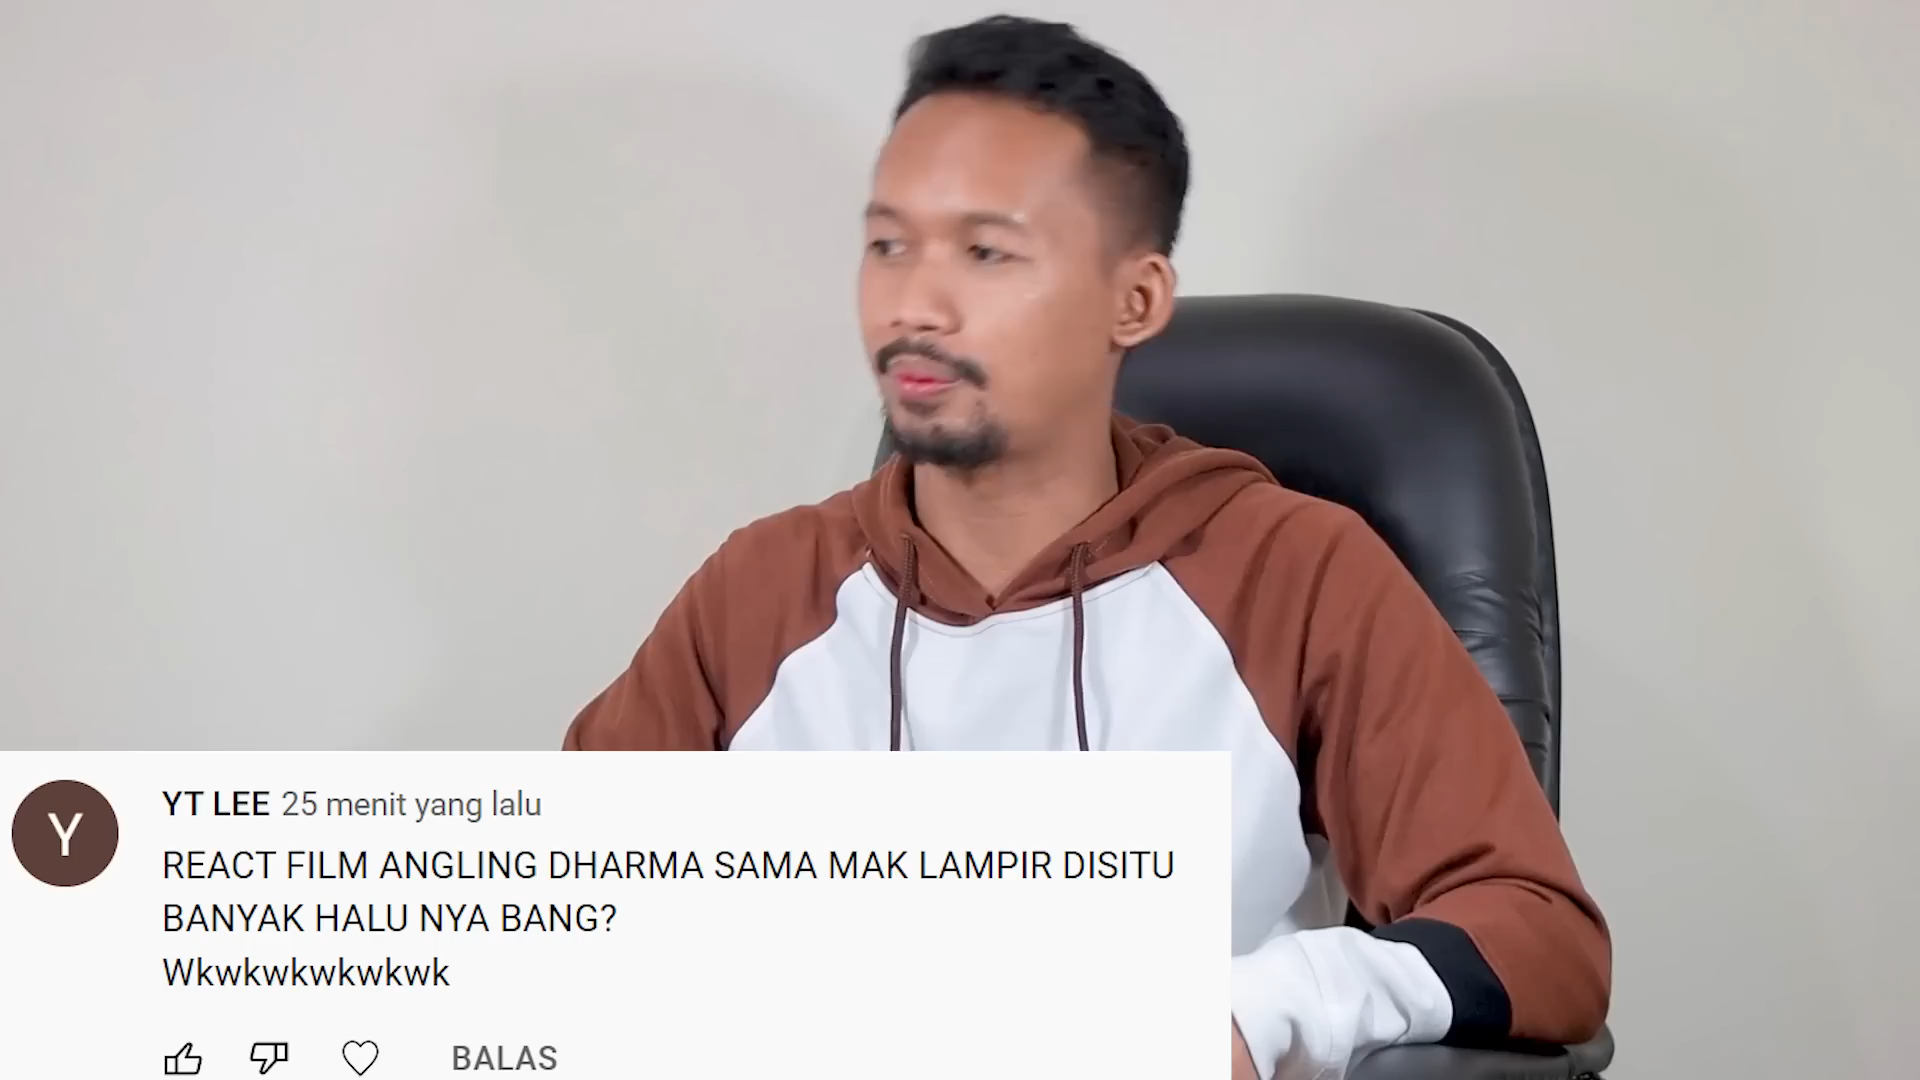 Y
YT LEE 25 menit yang lalu
REACT FILM ANGLING DHARMA SAMA MAK LAMPIR DISITU
BANYAK HALU NYA BANG?
Wkwkwkwkwkwk
BALAS